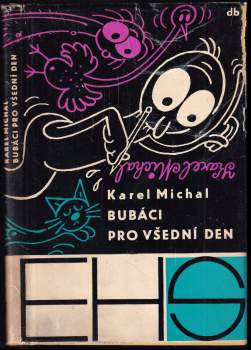 db
KAREL MICHAL
BUBÁCI PRO VŠEDNÍ DEN
Karel Michal
Karel Michal
BUBÁCI
PRO VŠEDNÍ DEN
EHS